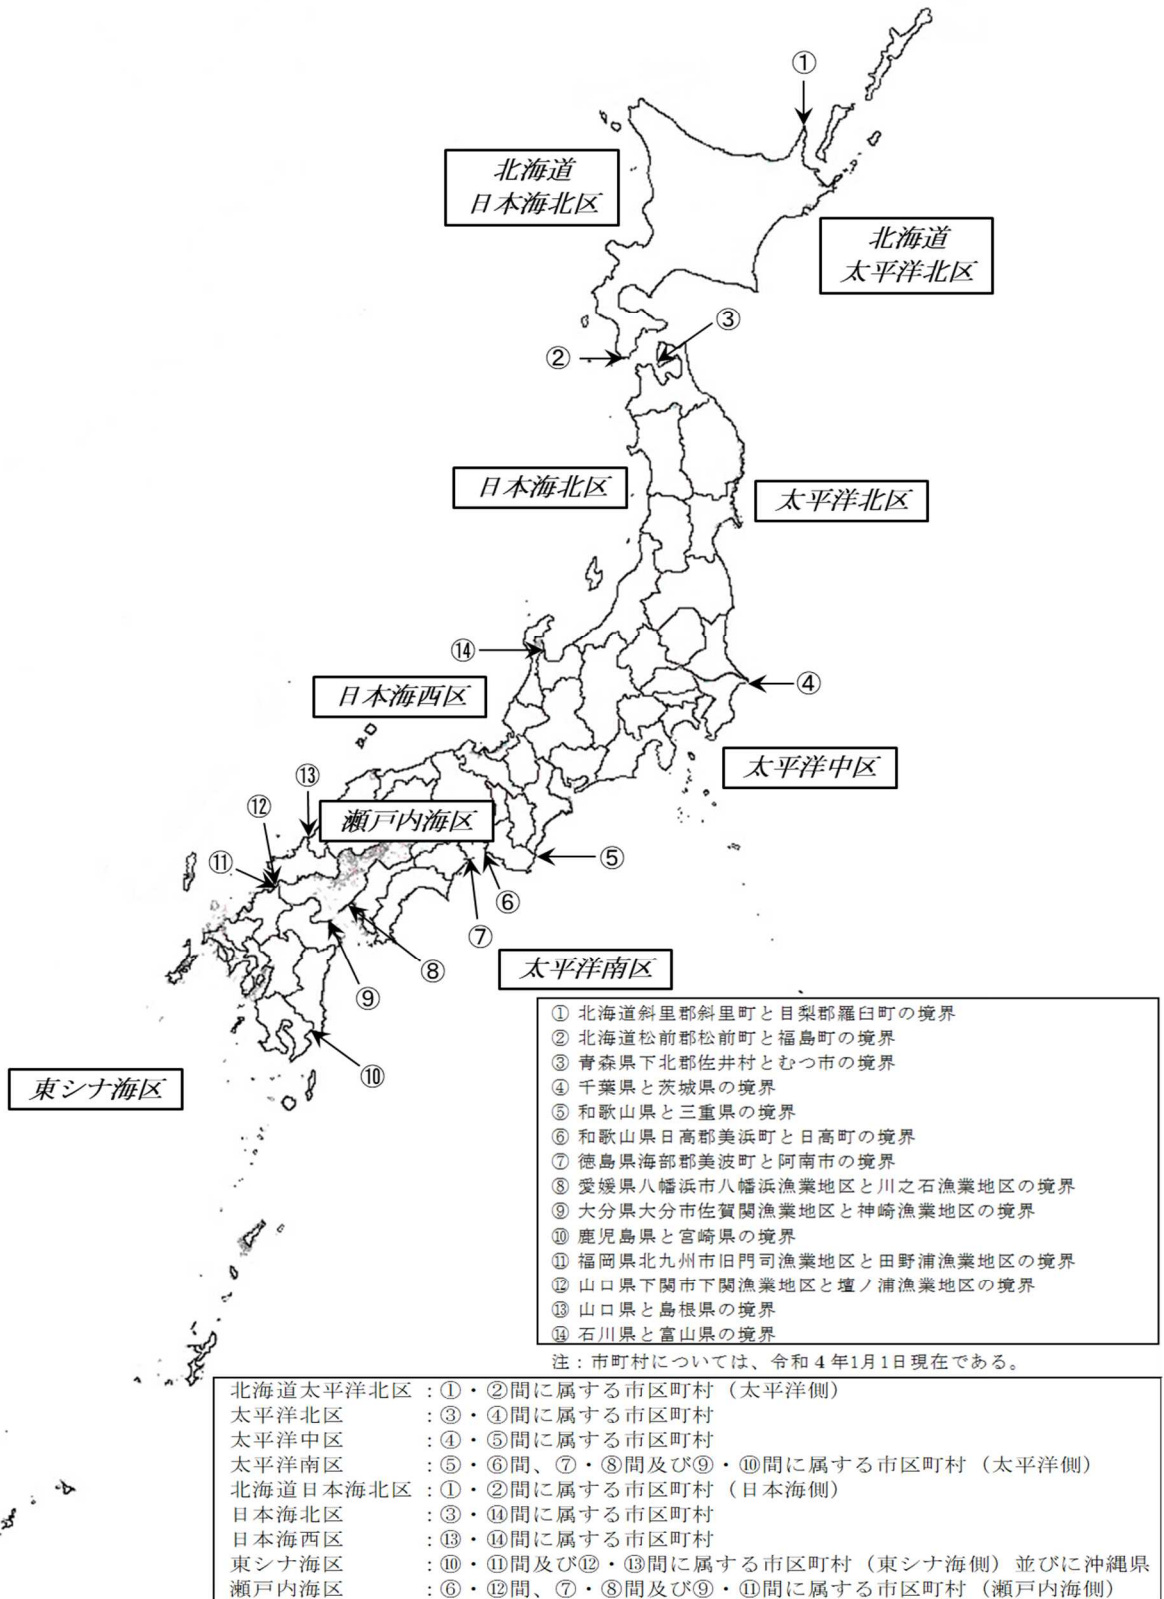 ①
北海道
日本海北区
北海道
太平洋北区
③
②
日本海北区
太平洋北区
⑭
④
日本海西区
太平洋中区
⑬
⑫
瀬戸内海区
⑪
⑤
⑥
⑦
太平洋南区
⑧
⑨
⑩
東シナ海区
① 北海道斜里郡斜里町と目梨郡羅臼町の境界
② 北海道松前郡松前町と福島町の境界
③ 青森県下北郡佐井村とむつ市の境界
④ 千葉県と茨城県の境界
⑤ 和歌山県と三重県の境界
⑥ 和歌山県日高郡美浜町と日高町の境界
⑦ 徳島県海部郡美波町と阿南市の境界
⑧ 愛媛県八幡浜市八幡浜漁業地区と川之石漁業地区の境界
⑨ 大分県大分市佐賀関漁業地区と神崎漁業地区の境界
⑩ 鹿児島県と宮崎県の境界
⑪ 福岡県北九州市旧門司漁業地区と田野浦漁業地区の境界
⑫ 山口県下関市下関漁業地区と壇ノ浦漁業地区の境界
⑬ 山口県と島根県の境界
⑭ 石川県と富山県の境界
注：市町村については、令和４年1月1日現在である。
北海道太平洋北区：①・②間に属する市区町村（太平洋側）
太平洋北区：③・④間に属する市区町村
太平洋中区：④・⑤間に属する市区町村
太平洋南区：⑤・⑥間、⑦・⑧間及び⑨・⑩間に属する市区町村（太平洋側）
北海道日本海北区：①・②間に属する市区町村（日本海側）
日本海北区：③・⑭間に属する市区町村
日本海西区：⑬・⑭間に属する市区町村
東シナ海区：⑩・⑪間及び⑫・⑬間に属する市区町村（東シナ海側）並びに沖縄県
瀬戸内海区：⑥・⑫間、⑦・⑧間及び⑨・⑪間に属する市区町村（瀬戸内海側）